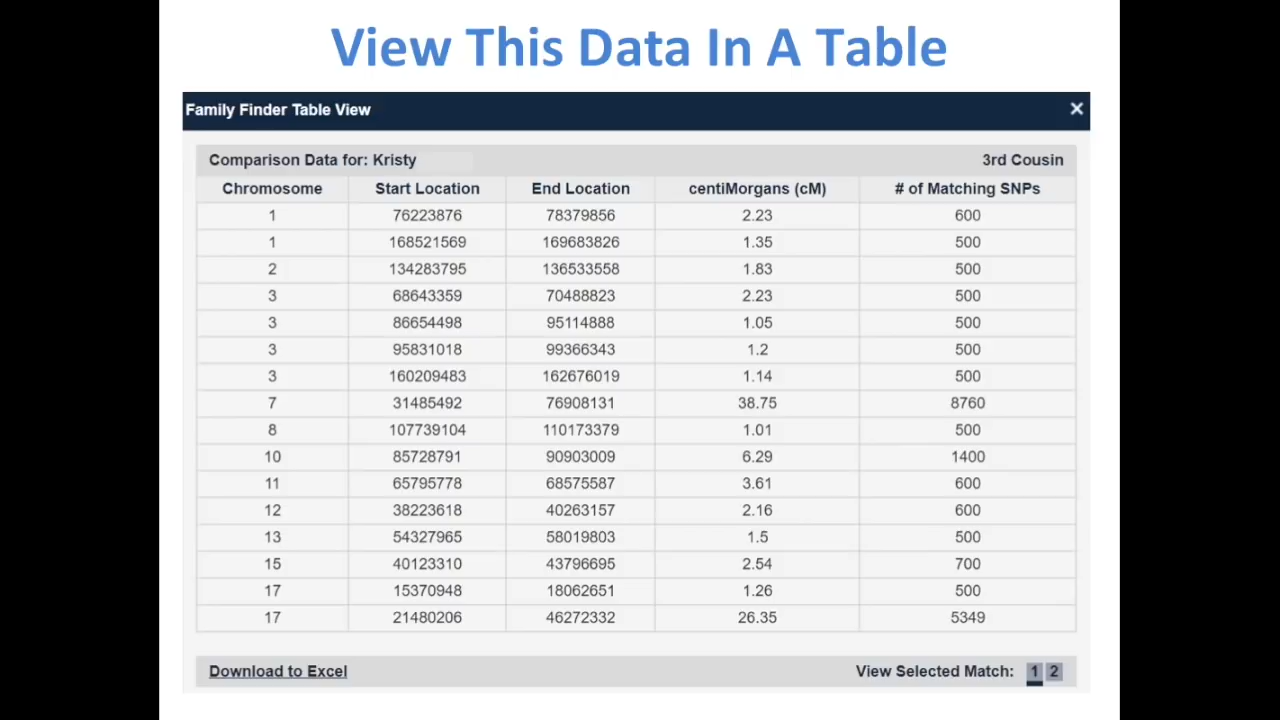 View This Data In A Table
Family Finder Table View ×
Comparison Data for: Kristy 3rd Cousin
Chromosome Start Location End Location centiMorgans (cM) # of Matching SNPs
1 76223876 78379856 2.23 600
1 168521569 169683826 1.35 500
2 134283795 136533558 1.83 500
3 68643359 70488823 2.23 500
3 86654498 95114888 1.05 500
3 95831018 99366343 1.2 500
3 160209483 162676019 1.14 500
7 31485492 76908131 38.75 8760
8 107739104 110173379 1.01 500
10 85728791 90903009 6.29 1400
11 65795778 68575587 3.61 600
12 38223618 40263157 2.16 600
13 54327965 58019803 1.5 500
15 40123310 43796695 2.54 700
17 15370948 18062651 1.26 500
17 21480206 46272332 26.35 5349
Download to Excel View Selected Match: 1 2